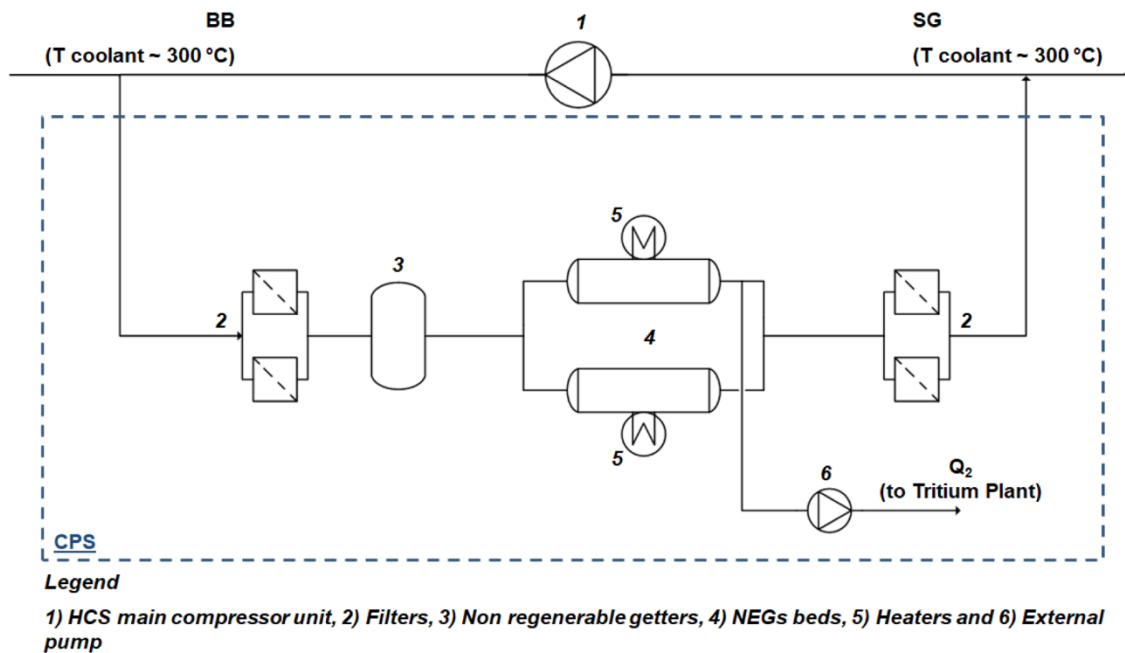 BB
1
SG
(T coolant ~ 300 °C)
(T coolant ~ 300 °C)
5
3
2
4
2
5
6
Q2
(to Tritium Plant)
CPS
Legend
1) HCS main compressor unit, 2) Filters, 3) Non regenerable getters, 4) NEGs beds, 5) Heaters and 6) External
pump